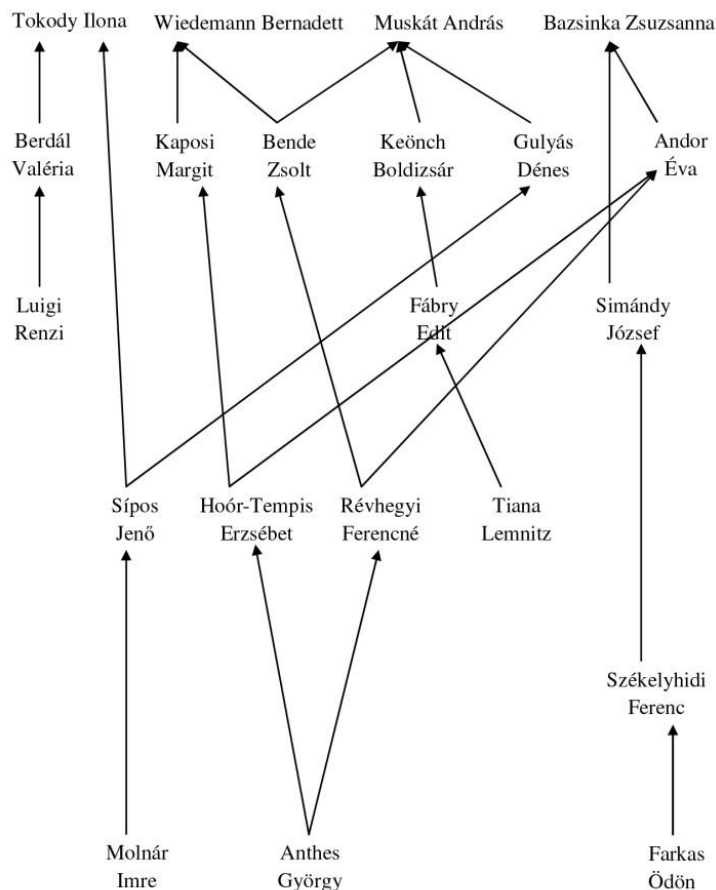 Tokody Ilona Wiedemann Bernadett Muskát András Bazsinka Zsuzsanna
Berdál Kaposi Bende Keönch Gulyás Andor
Valéria Margit Zsolt Boldizsár Dénes Éva
Luigi Fábry Simándy
Renzi Edit József
Sípos Hoór-Tempis Révhegyi Tiana
Jenő Erzsébet Ferencné Lemnitz
Székelyhidi
Ferenc
Molnár Anthes Farkas
Imre György Ödön